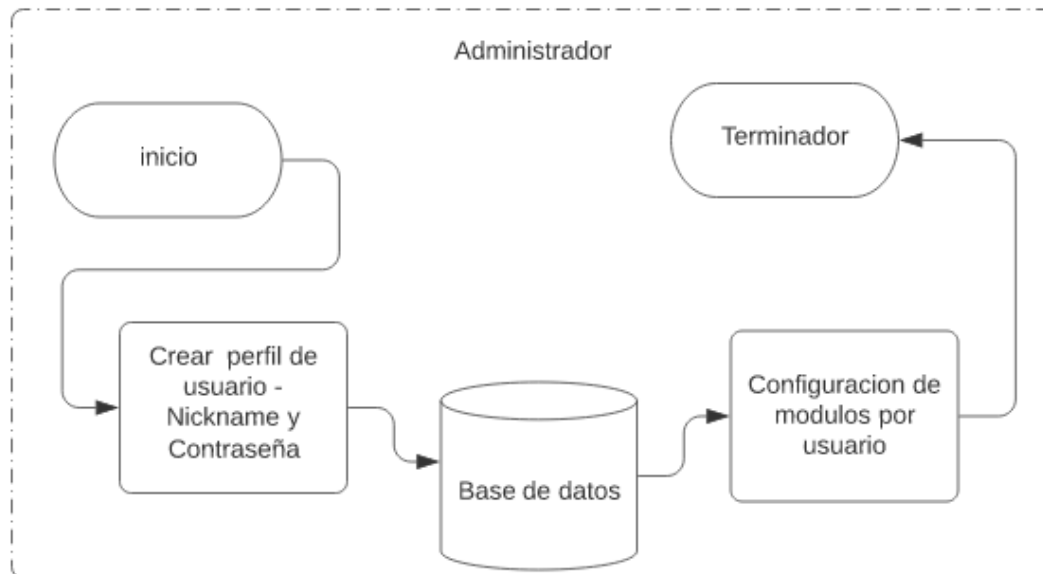 Administrador
inicio
Terminador
Crear perfil de
usuario -
Nickname y
Contraseña
Base de datos
Configuracion de
modulos por
usuario